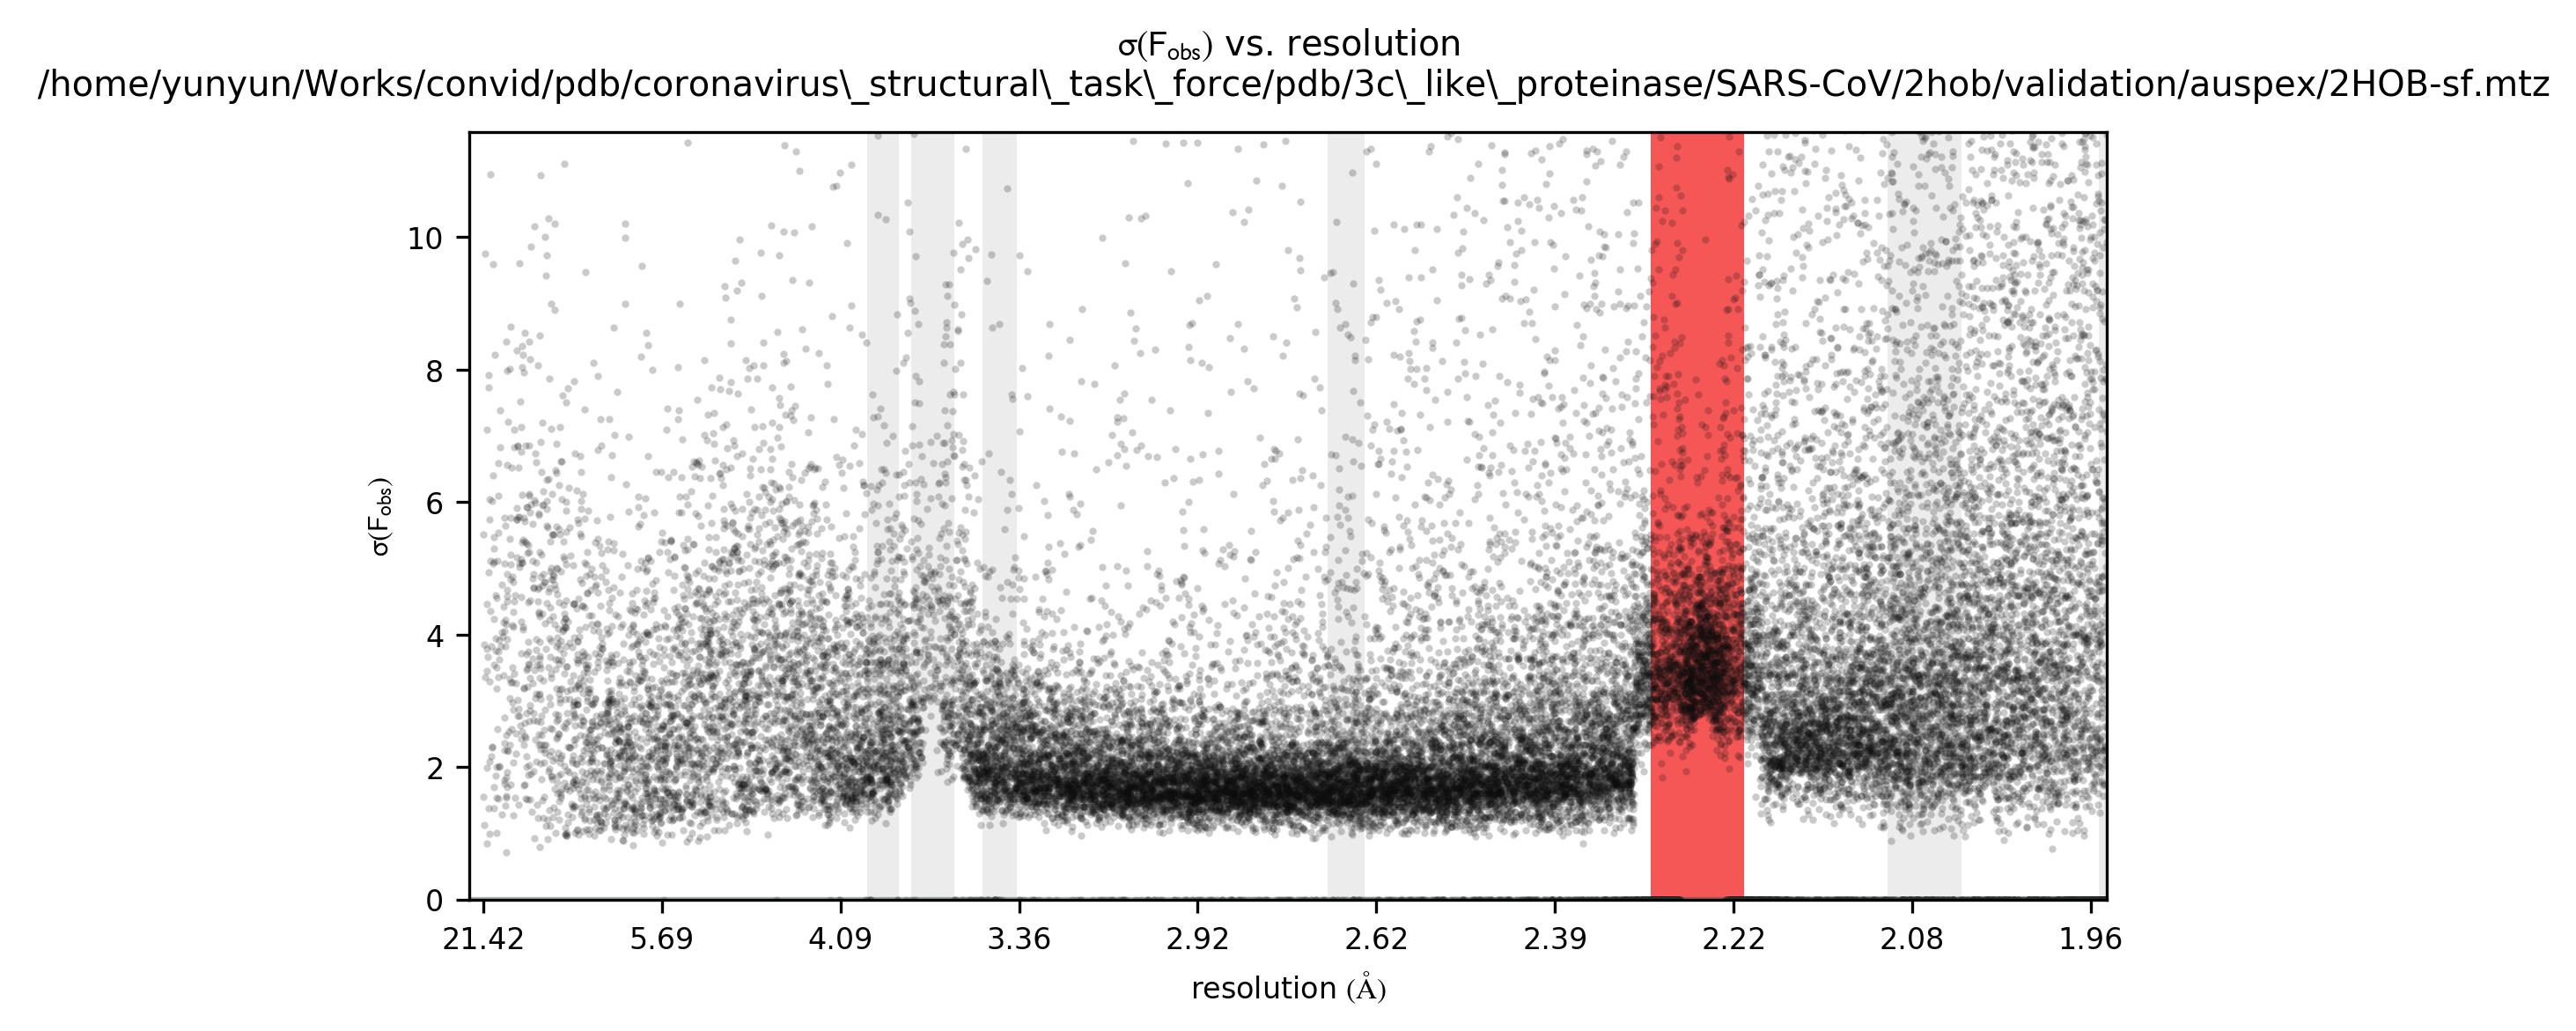 σ(Fobs) vs. resolution
/home/yunyun/Works/convid/pdb/coronavirus\_structural\_task\_force/pdb/3c\_like\_proteinase/SARS-CoV/2hob/validation/auspex/2HOB-sf.mtz
σ(Fobs)
10
8
6
4
2
0
21.42 5.69 4.09 3.36 2.92 2.62 2.39 2.22 2.08 1.96
resolution (Å)